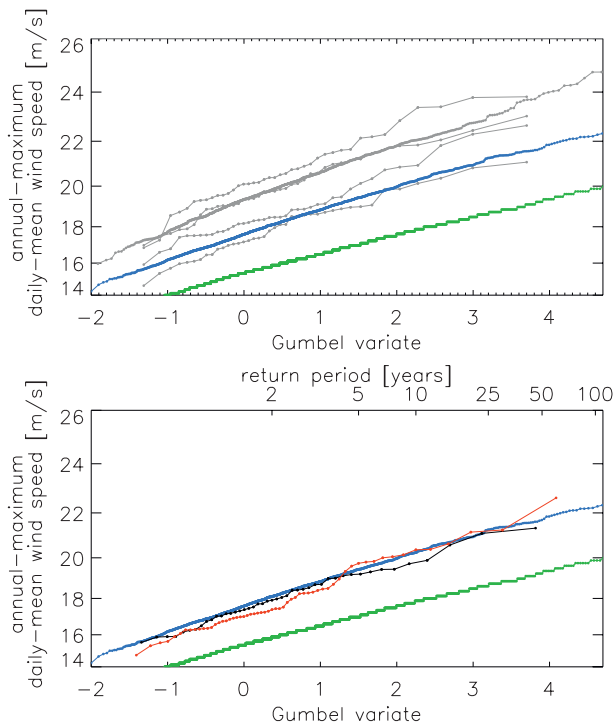 26
24
22
20
18
16
14
annual-maximum
daily-mean wind speed [m/s]
-2 -1 0 1 2 3 4
Gumbel variate
return period [years]
2 5 10 25 50 100
26
24
22
20
18
16
14
annual-maximum
daily-mean wind speed [m/s]
-2 -1 0 1 2 3 4
Gumbel variate